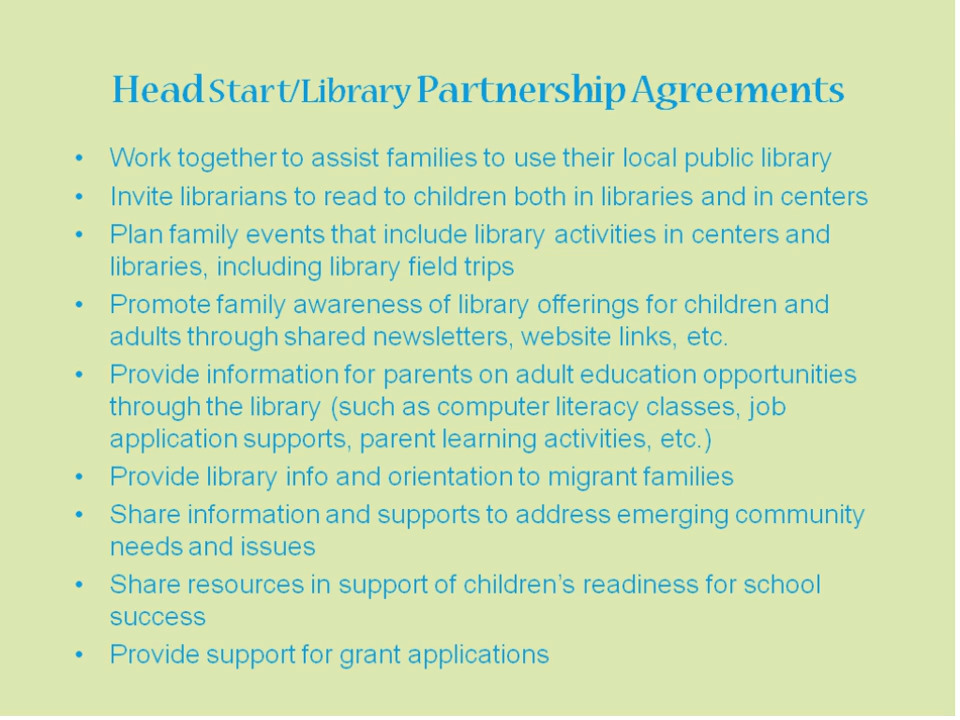 Head Start/Library Partnership Agreements
• Work together to assist families to use their local public library
• Invite librarians to read to children both in libraries and in centers
• Plan family events that include library activities in centers and
libraries, including library field trips
• Promote family awareness of library offerings for children and
adults through shared newsletters, website links, etc.
• Provide information for parents on adult education opportunities
through the library (such as computer literacy classes, job
application supports, parent learning activities, etc.)
• Provide library info and orientation to migrant families
• Share information and supports to address emerging community
needs and issues
• Share resources in support of children’s readiness for school
success
• Provide support for grant applications